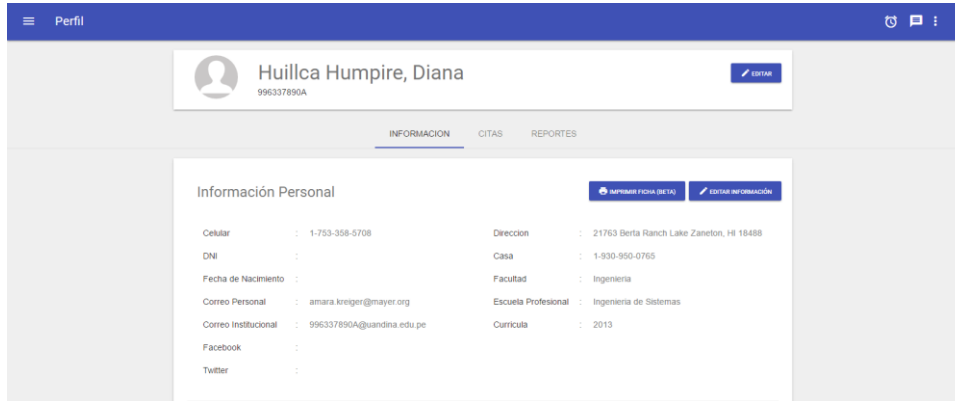 Perfil
Huillca Humpire, Diana
996337890A
EDITAR
INFORMACION CITAS REPORTES
Información Personal
IMPRIMIR FICHA (BETA) EDITAR INFORMACIÓN
Celular : 1-753-358-5708 Direccion : 21763 Berta Ranch Lake Zaneton, HI 18488
DNI : Casa : 1-930-950-0765
Fecha de Nacimiento : Facultad : Ingenieria
Correo Personal : amara.kreiger@mayer.org Escuela Profesional : Ingenieria de Sistemas
Correo Institucional : 996337890A@uandina.edu.pe Curricula : 2013
Facebook :
Twitter :